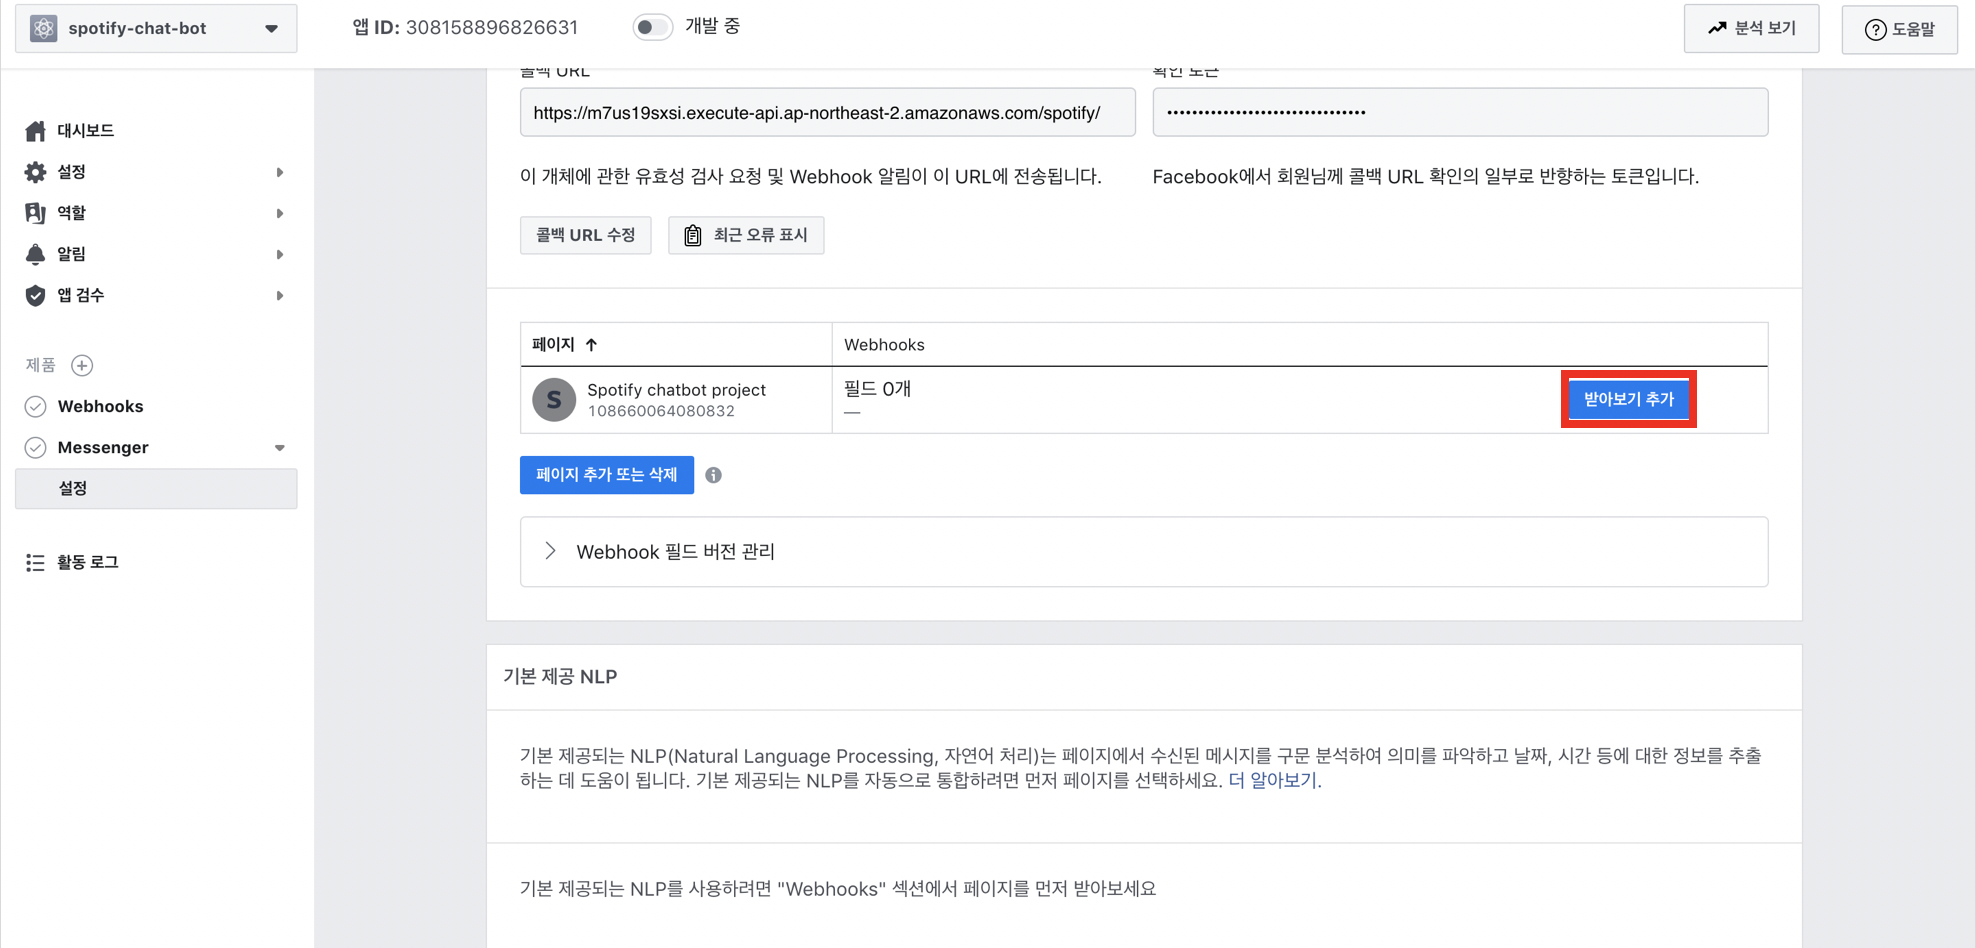 spotify-chat-bot
앱 ID: 308158896826631
개발 중
분석 보기
도움말
대시보드
설정
역할
알림
앱 검수
제품
Webhooks
Messenger
설정
활동 로그
콜백 URL
확인 토큰
https://m7us19sxsi.execute-api.ap-northeast-2.amazonaws.com/spotify/
••••••••••••••••••••••••••••••••
이 개체에 관한 유효성 검사 요청 및 Webhook 알림이 이 URL에 전송됩니다.
Facebook에서 회원님께 콜백 URL 확인의 일부로 반향하는 토큰입니다.
콜백 URL 수정
최근 오류 표시
페이지 ↑
Webhooks
S
Spotify chatbot project
108660064080832
필드 0개
—
받아보기 추가
페이지 추가 또는 삭제
Webhook 필드 버전 관리
기본 제공 NLP
기본 제공되는 NLP(Natural Language Processing, 자연어 처리)는 페이지에서 수신된 메시지를 구문 분석하여 의미를 파악하고 날짜, 시간 등에 대한 정보를 추출
하는 데 도움이 됩니다. 기본 제공되는 NLP를 자동으로 통합하려면 먼저 페이지를 선택하세요. 더 알아보기.
기본 제공되는 NLP를 사용하려면 "Webhooks" 섹션에서 페이지를 먼저 받아보세요